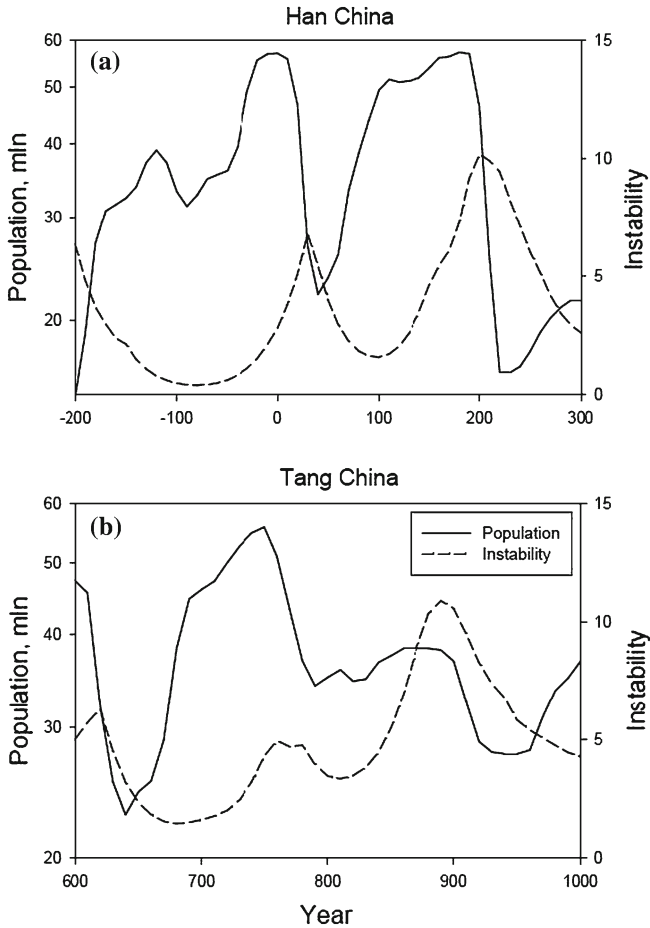 Han China
(a)
60
50
40
30
20
Population, mln
15
10
5
0
Instability
-200 -100 0 100 200 300
Tang China
(b)
60
50
40
30
20
Population, mln
Population
Instability
15
10
5
0
Instability
600 700 800 900 1000
Year